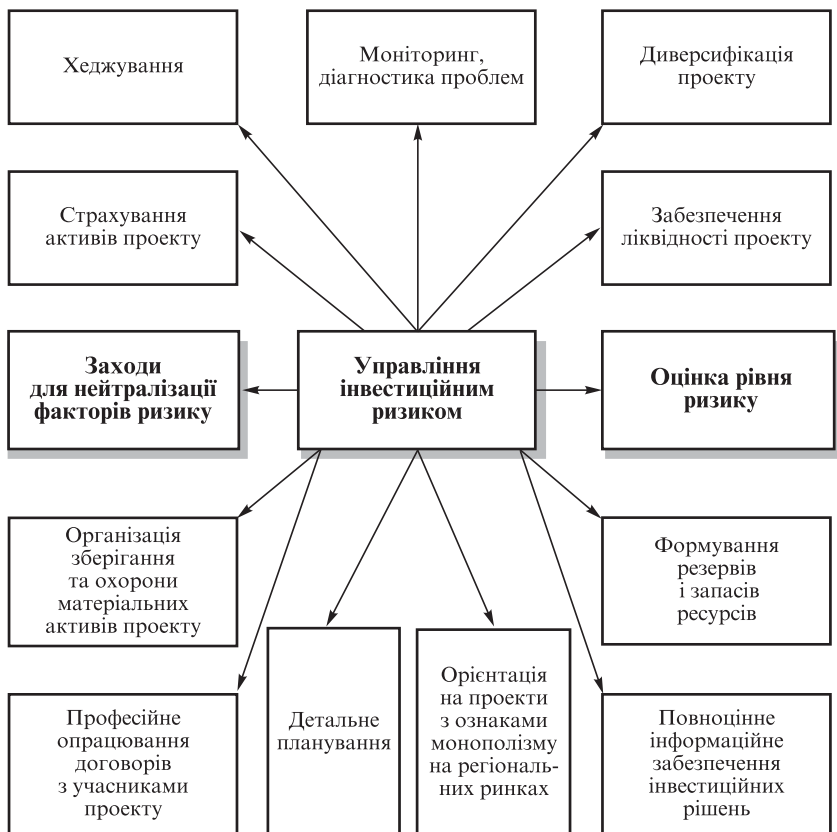 Хеджування
Моніторинг,
діагностика проблем
Диверсифікація
проекту
Страхування
активів проекту
Забезпечення
ліквідності проекту
Заходи
для нейтралізації
факторів ризику
Управління
інвестиційним
ризиком
Оцінка рівня
ризику
Організація
зберігання
та охорони
матеріальних
активів проекту
Формування
резервів
і запасів
ресурсів
Професійне
опрацювання
договорів
з учасниками
проекту
Детальне
планування
Орієнтація
на проекти
з ознаками
монополізму
на регіональ-
них ринках
Повноцінне
інформаційне
забезпечення
інвестиційних
рішень